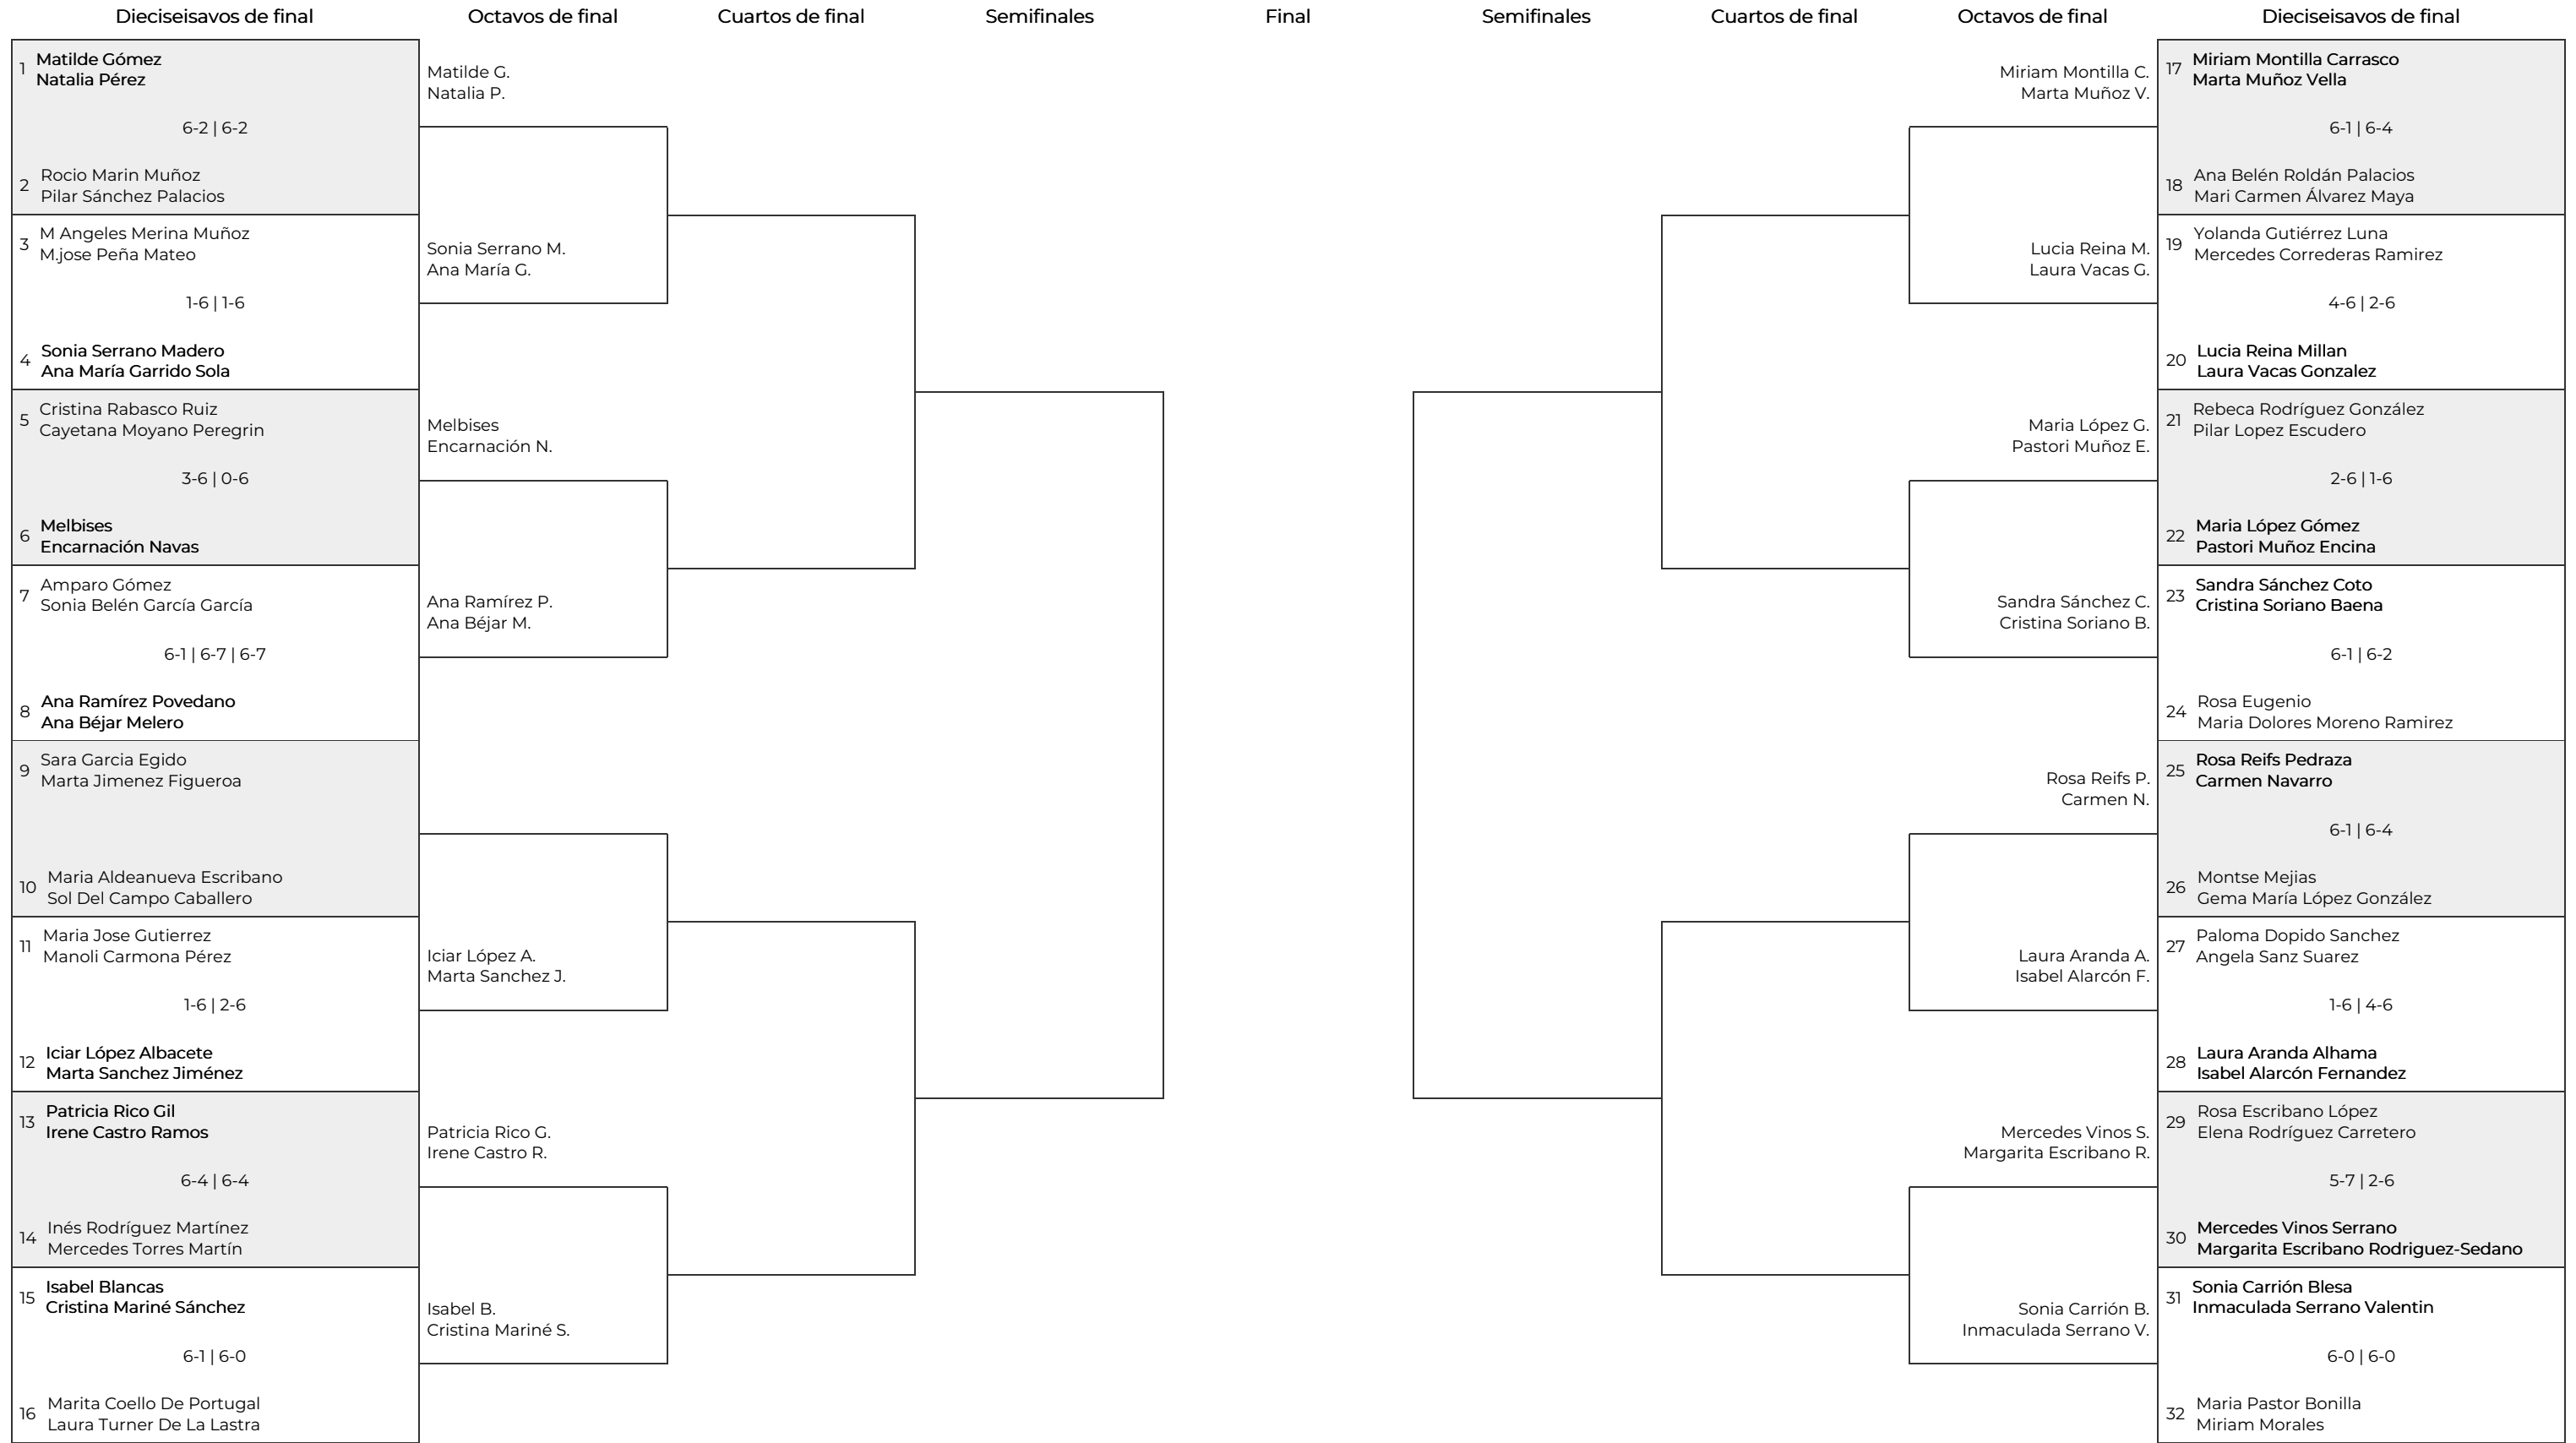 Dieciseisavos de final
Octavos de final
Cuartos de final
Semifinales
Final
Semifinales
Cuartos de final
Octavos de final
Dieciseisavos de final
1
Matilde Gómez
Natalia Pérez
6-2 | 6-2
2
Rocio Marin Muñoz
Pilar Sánchez Palacios
3
M Angeles Merina Muñoz
M.jose Peña Mateo
1-6 | 1-6
4
Sonia Serrano Madero
Ana María Garrido Sola
5
Cristina Rabasco Ruiz
Cayetana Moyano Peregrin
3-6 | 0-6
6
Melbises
Encarnación Navas
7
Amparo Gómez
Sonia Belén García García
6-1 | 6-7 | 6-7
8
Ana Ramírez Povedano
Ana Béjar Melero
9
Sara Garcia Egido
Marta Jimenez Figueroa
10
Maria Aldeanueva Escribano
Sol Del Campo Caballero
11
Maria Jose Gutierrez
Manoli Carmona Pérez
1-6 | 2-6
12
Iciar López Albacete
Marta Sanchez Jiménez
13
Patricia Rico Gil
Irene Castro Ramos
6-4 | 6-4
14
Inés Rodríguez Martínez
Mercedes Torres Martín
15
Isabel Blancas
Cristina Mariné Sánchez
6-1 | 6-0
16
Marita Coello De Portugal
Laura Turner De La Lastra
Matilde G.
Natalia P.
Sonia Serrano M.
Ana María G.
Melbises
Encarnación N.
Ana Ramírez P.
Ana Béjar M.
Iciar López A.
Marta Sanchez J.
Patricia Rico G.
Irene Castro R.
Isabel B.
Cristina Mariné S.
Miriam Montilla C.
Marta Muñoz V.
Lucia Reina M.
Laura Vacas G.
Maria López G.
Pastori Muñoz E.
Sandra Sánchez C.
Cristina Soriano B.
Rosa Reifs P.
Carmen N.
Laura Aranda A.
Isabel Alarcón F.
Mercedes Vinos S.
Margarita Escribano R.
Sonia Carrión B.
Inmaculada Serrano V.
17
Miriam Montilla Carrasco
Marta Muñoz Vella
6-1 | 6-4
18
Ana Belén Roldán Palacios
Mari Carmen Álvarez Maya
19
Yolanda Gutiérrez Luna
Mercedes Correderas Ramirez
4-6 | 2-6
20
Lucia Reina Millan
Laura Vacas Gonzalez
21
Rebeca Rodríguez González
Pilar Lopez Escudero
2-6 | 1-6
22
Maria López Gómez
Pastori Muñoz Encina
23
Sandra Sánchez Coto
Cristina Soriano Baena
6-1 | 6-2
24
Rosa Eugenio
Maria Dolores Moreno Ramirez
25
Rosa Reifs Pedraza
Carmen Navarro
6-1 | 6-4
26
Montse Mejias
Gema María López González
27
Paloma Dopido Sanchez
Angela Sanz Suarez
1-6 | 4-6
28
Laura Aranda Alhama
Isabel Alarcón Fernandez
29
Rosa Escribano López
Elena Rodríguez Carretero
5-7 | 2-6
30
Mercedes Vinos Serrano
Margarita Escribano Rodriguez-Sedano
31
Sonia Carrión Blesa
Inmaculada Serrano Valentin
6-0 | 6-0
32
Maria Pastor Bonilla
Miriam Morales